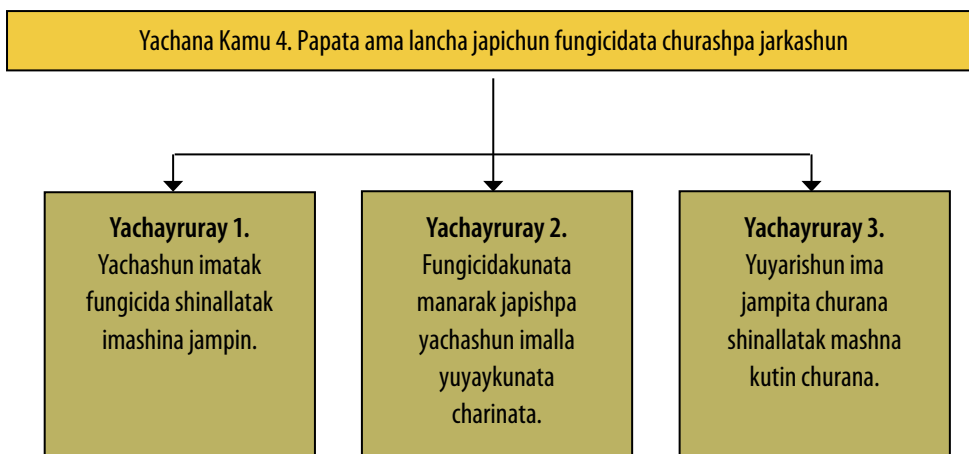 Yachana Kamu 4. Papata ama lancha japichun fungicidata churashpa jarkashun
Yachayruray 1.
Yachashun imatak
fungicida shinallatak
imashina jampin.
Yachayruray 2.
Fungicidakunata
manarak japishpa
yachashun imalla
yuyaykunata
charinata.
Yachayruray 3.
Yuyarishun ima
jampita churana
shinallatak mashna
kutin churana.